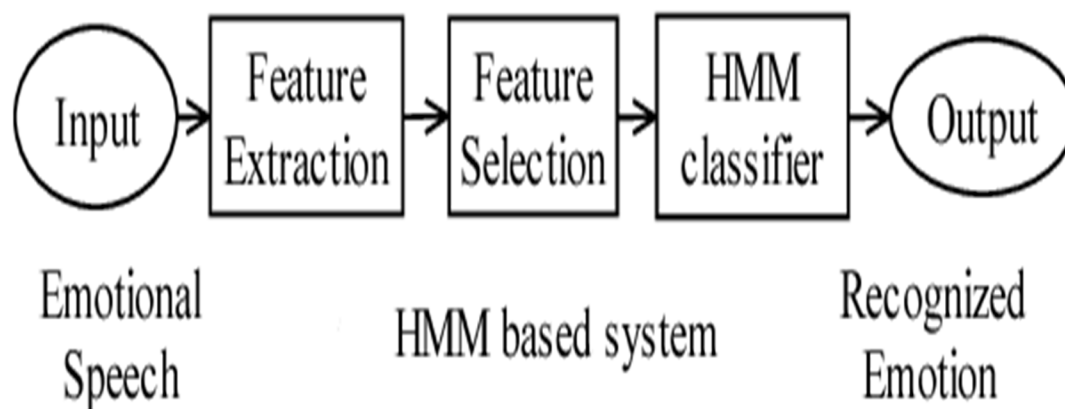 Input
Feature
Extraction
Feature
Selection
HMM
classifier
Output
Emotional
Speech
HMM based system
Recognized
Emotion